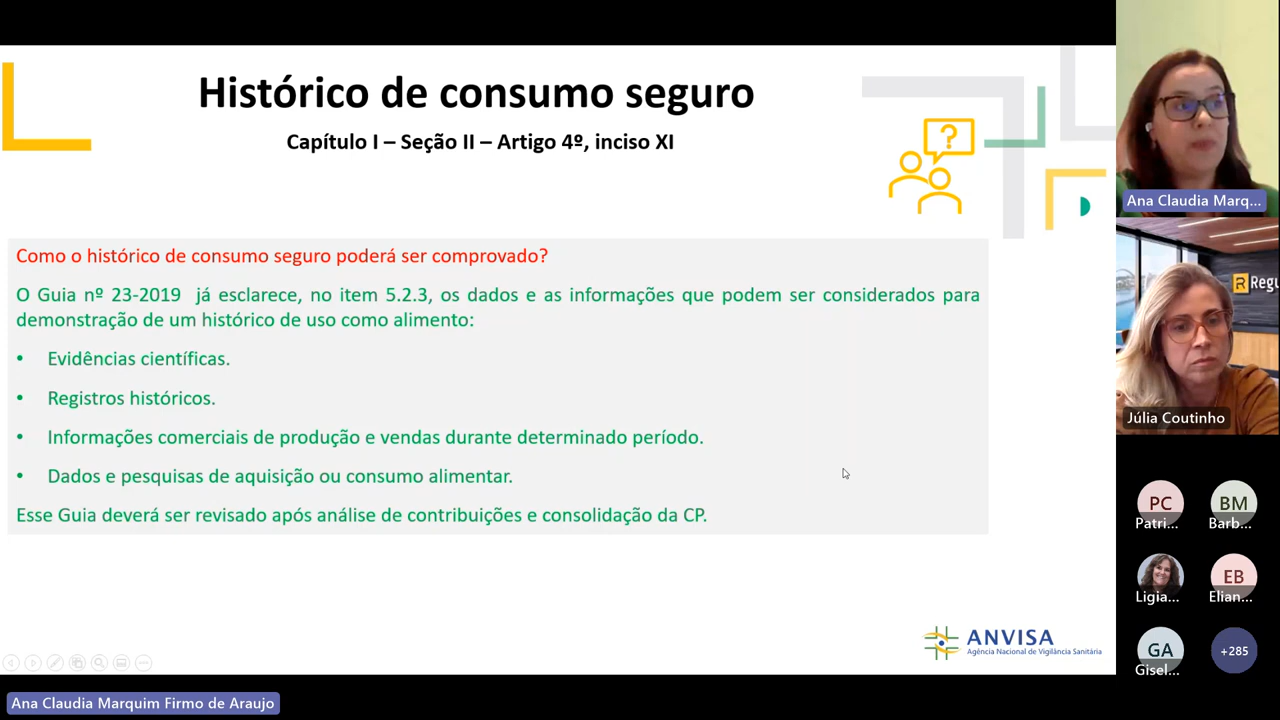 Histórico de consumo seguro
Capítulo I – Seção II – Artigo 4º, inciso XI
?
Como o histórico de consumo seguro poderá ser comprovado?
O Guia nº 23-2019 já esclarece, no item 5.2.3, os dados e as informações que podem ser considerados para
demonstração de um histórico de uso como alimento:
• Evidências científicas.
• Registros históricos.
• Informações comerciais de produção e vendas durante determinado período.
• Dados e pesquisas de aquisição ou consumo alimentar.
Esse Guia deverá ser revisado após análise de contribuições e consolidação da CP.
ANVISA
Agência Nacional de Vigilância Sanitária
Ana Claudia Marquim Firmo de Araujo
Ana Claudia Marq...
R Regu
Júlia Coutinho
PC
Patri...
BM
Barb...
Ligia...
EB
Elian...
GA
Gisel...
+285